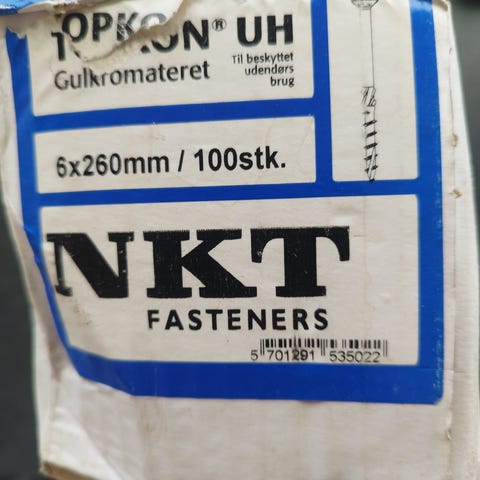 TOPKON® UH
Gulkromateret
Til beskyttet
udendørs
brug
6x260mm / 100stk.
NKT
FASTENERS
5 701291 535022